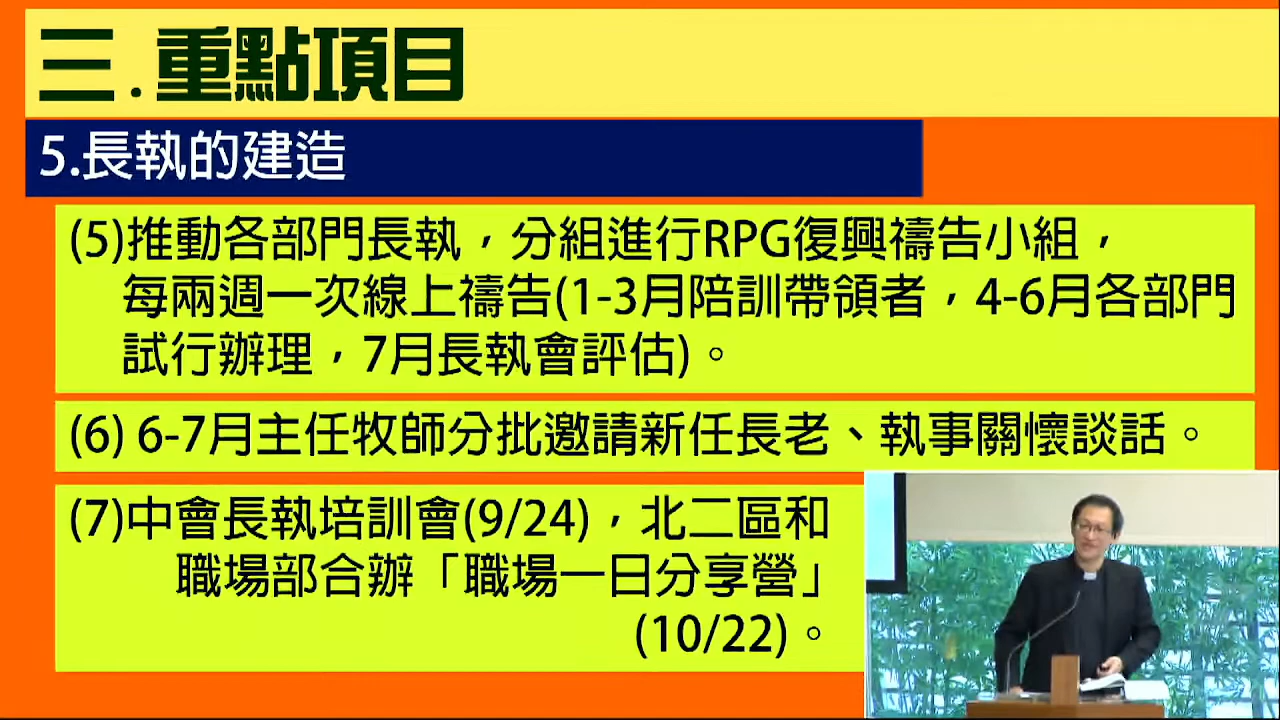 三.重點項目
5.長執的建造
(5)推動各部門長執，分組進行RPG復興禱告小組，
每兩週一次線上禱告(1-3月陪訓帶領者，4-6月各部門
試行辦理，7月長執會評估)。
(6) 6-7月主任牧師分批邀請新任長老、執事關懷談話。
(7)中會長執培訓會(9/24)，北二區和
職場部合辦「職場一日分享營」
(10/22)。